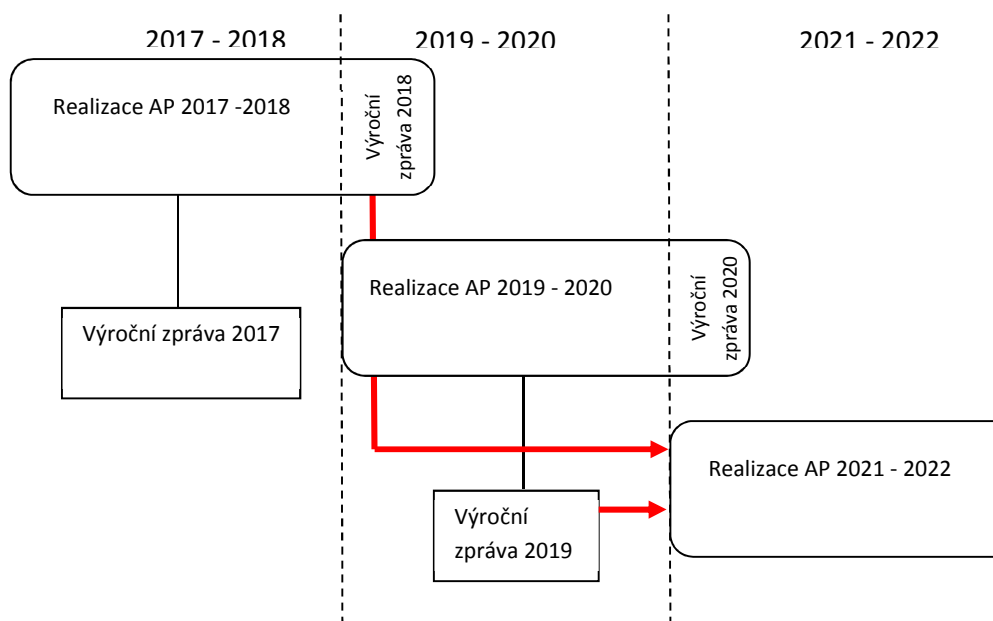 2017 - 2018
2019 - 2020
2021 - 2022
Realizace AP 2017 -2018
Výroční
zpráva 2018
Realizace AP 2019 - 2020
Výroční
zpráva 2020
Výroční zpráva 2017
Realizace AP 2021 - 2022
Výroční
zpráva 2019